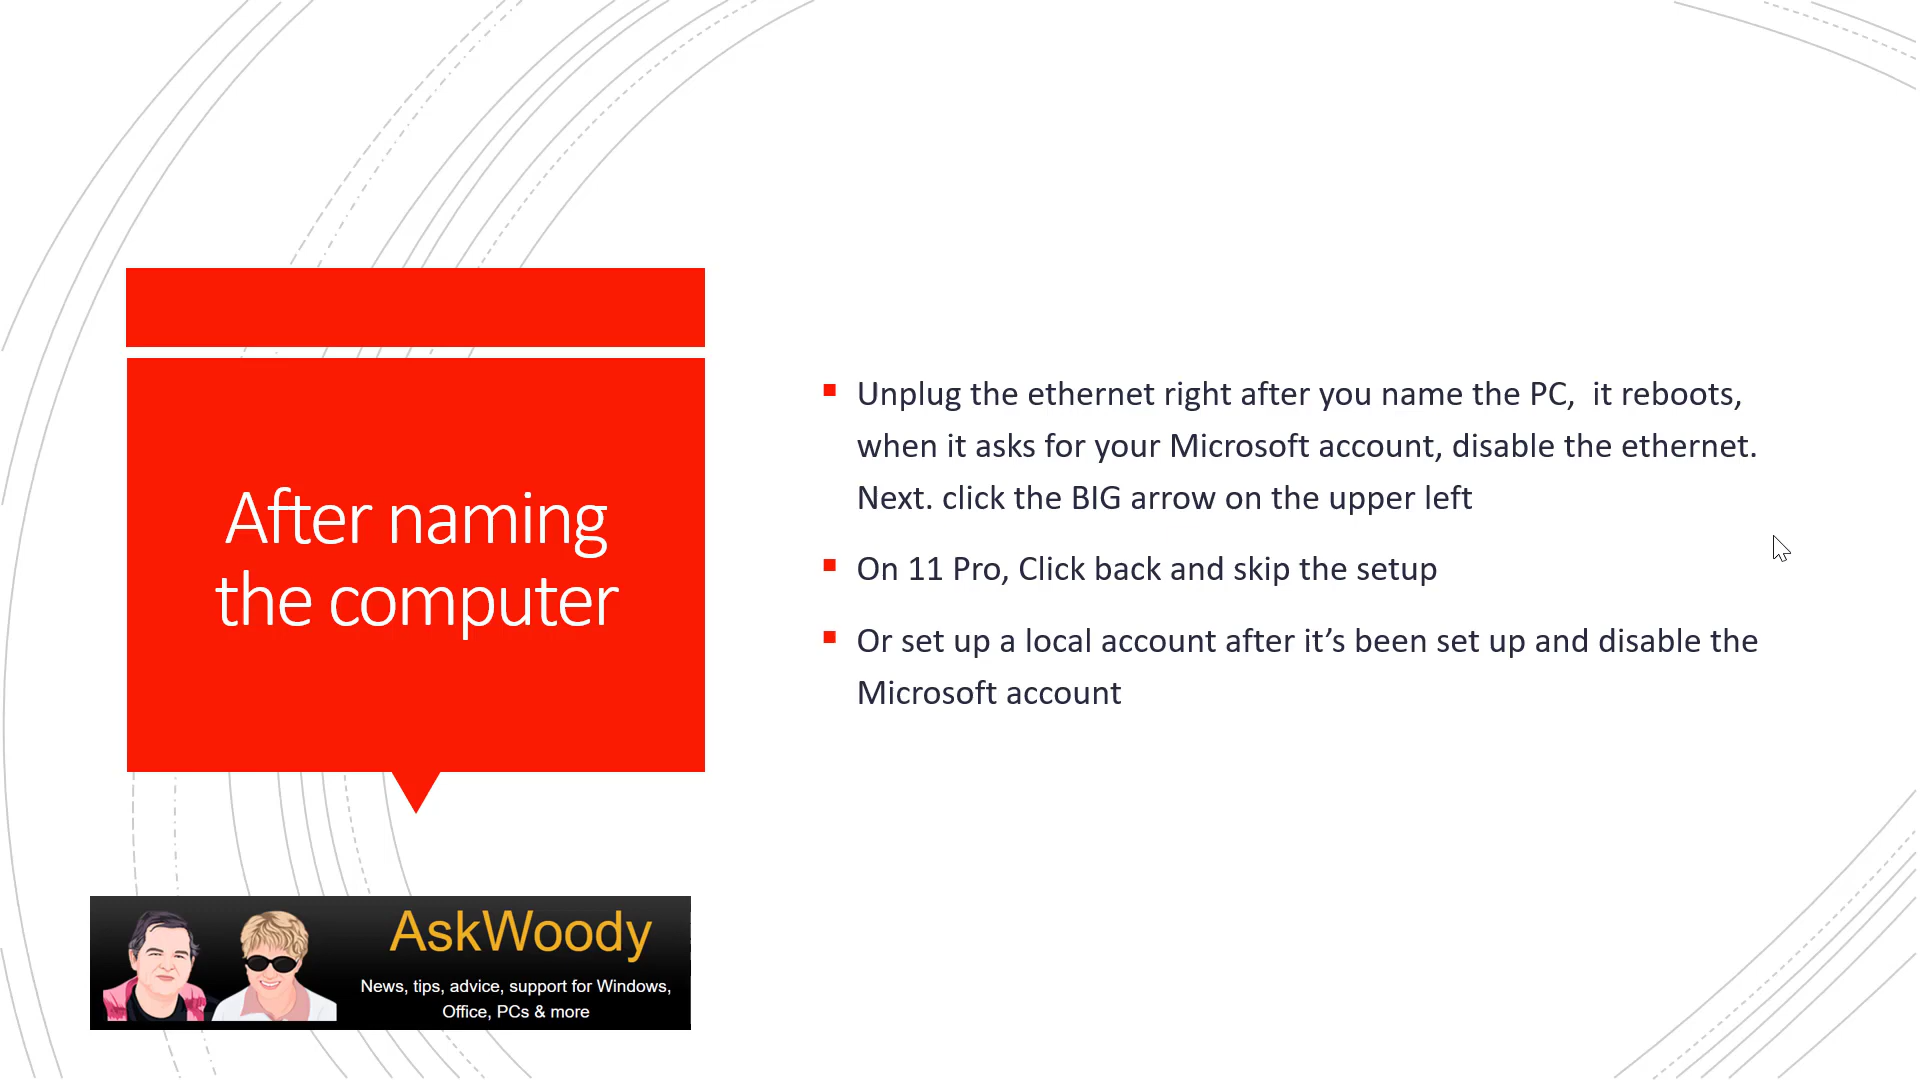 After naming
the computer
Unplug the ethernet right after you name the PC,  it reboots,
when it asks for your Microsoft account, disable the ethernet.
Next. click the BIG arrow on the upper left
On 11 Pro, Click back and skip the setup
Or set up a local account after it’s been set up and disable the
Microsoft account
AskWoody
News, tips, advice, support for Windows,
Office, PCs & more